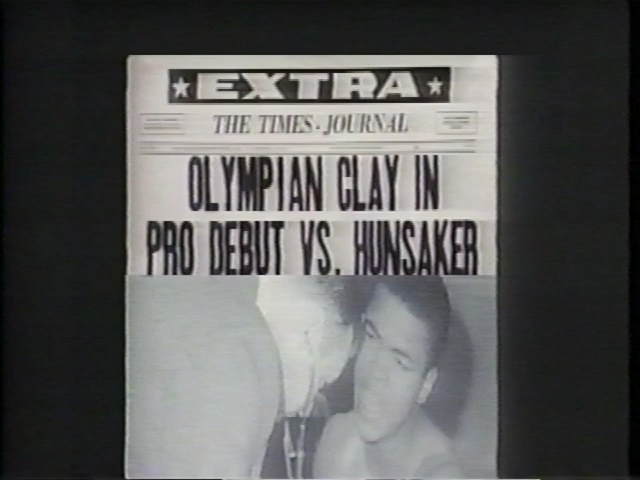 ★ EXTRA ★
THE TIMES-JOURNAL
OLYMPIAN CLAY IN
PRO DEBUT VS. HUNSAKER